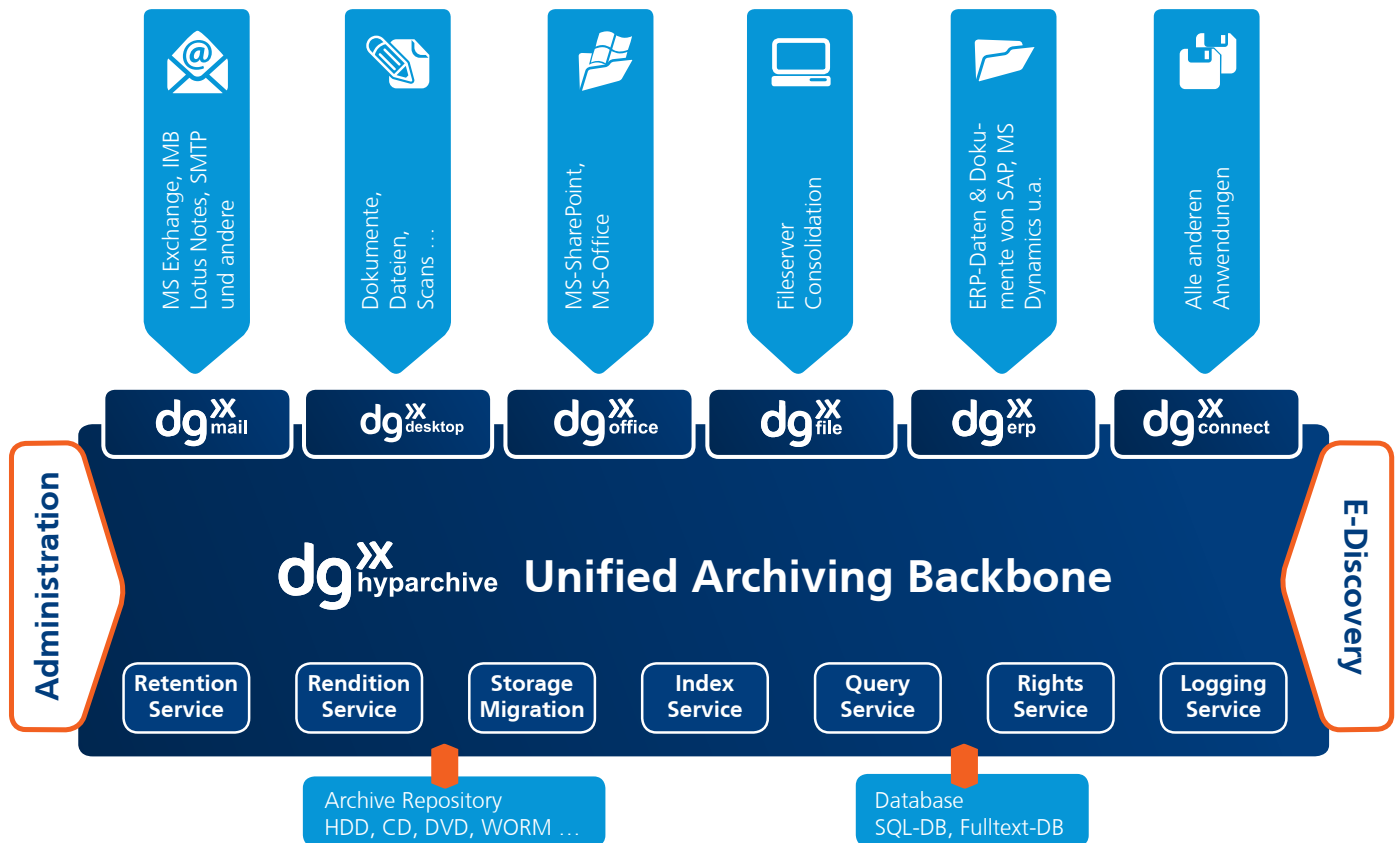 @
MS Exchange, IMB
Lotus Notes, SMTP
und andere
Dokumente,
Dateien,
Scans ...
MS-SharePoint,
MS-Office
Fileserver
Consolidation
ERP-Daten & Doku-
mente von SAP, MS
Dynamics u.a.
Alle anderen
Anwendungen
dg mail
dg desktop
dg office
dg file
dg erp
dg connect
Administration
E-Discovery
dg hyparchive Unified Archiving Backbone
Retention
Service
Rendition
Service
Storage
Migration
Index
Service
Query
Service
Rights
Service
Logging
Service
Archive Repository
HDD, CD, DVD, WORM ...
Database
SQL-DB, Fulltext-DB